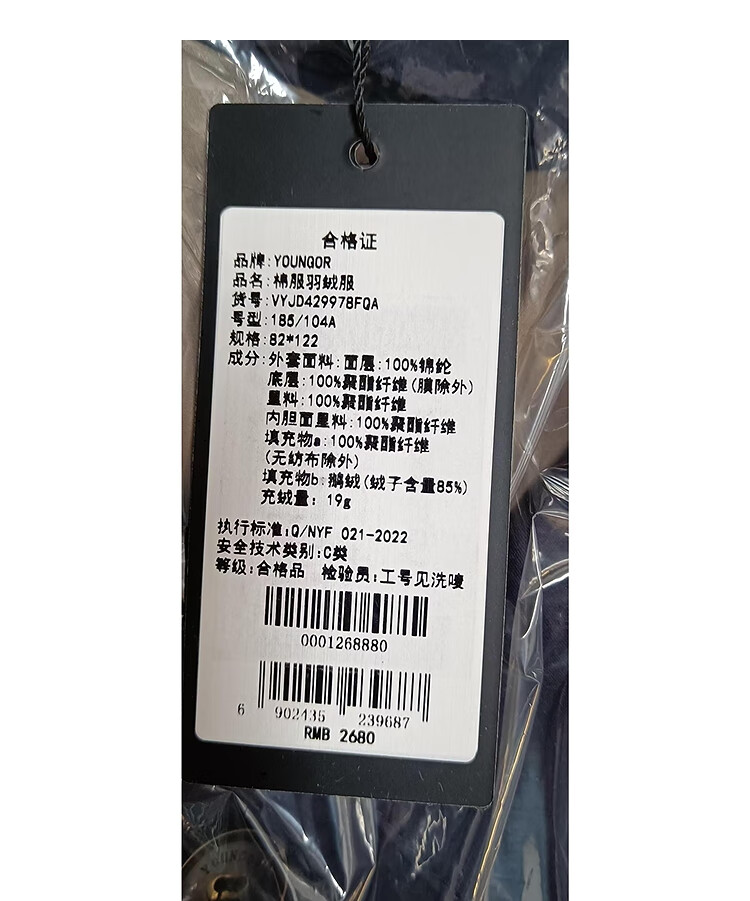 合格证
品牌:YOUNGOR
品名:棉服羽绒服
货号:VYJD429978FQA
号型:185/104A
规格:82*122
成分:外套面料:面层:100%锦纶
底层:100%聚酯纤维(膜除外)
里料:100%聚酯纤维
内胆面里料:100%聚酯纤维
填充物a:100%聚酯纤维
(无纺布除外)
填充物b:鹅绒(绒子含量85%)
充绒量: 19g
执行标准:Q/NYF 021-2022
安全技术类别:C类
等级:合格品 检验员:工号见洗唛
0001268880
6 902435 239687
RMB 2680